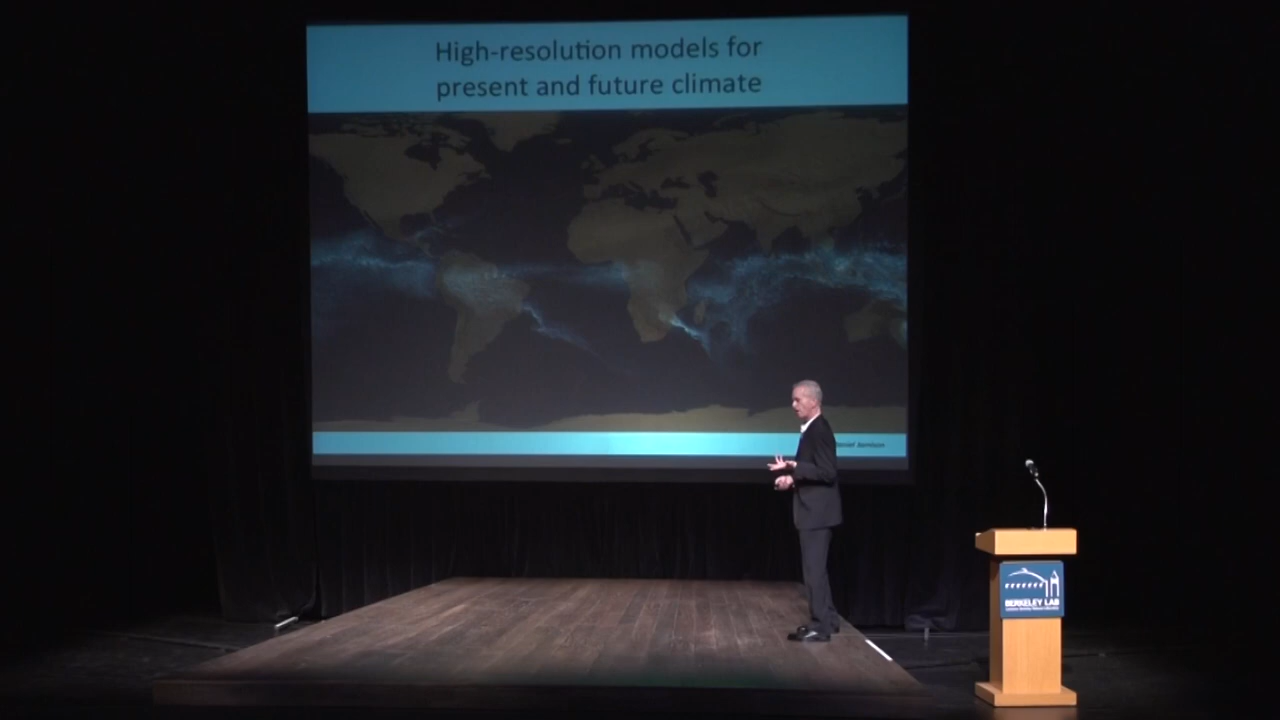 High-resolution models for
present and future climate
BERKELEY LAB